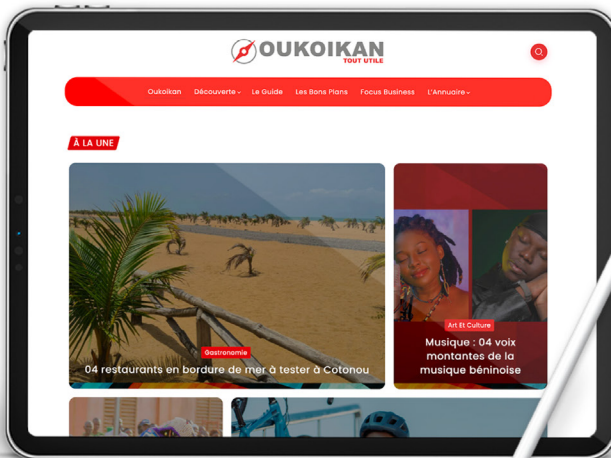 OUKOIKAN
TOUT UTILE
Oukoikan Découverte Le Guide Les Bons Plans Focus Business L'Annuaire
À LA UNE
Gastronomie
04 restaurants en bordure de mer à tester à Cotonou
Art Et Culture
Musique : 04 voix
montantes de la
musique béninoise